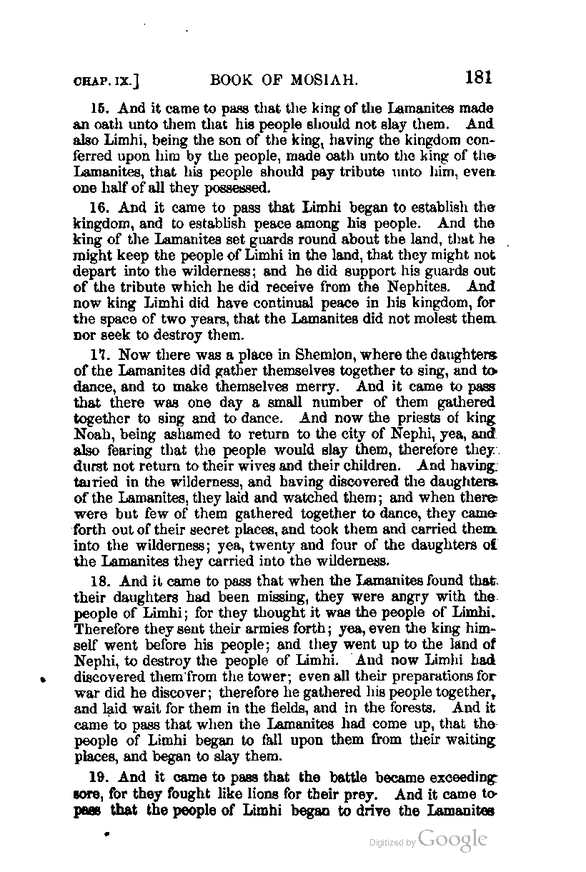 CHAP. IX.] BOOK OF MOSIAH. 181
15. And it came to pass that the king of the Lamanites made
an oath unto them that his people should not slay them. And
also Limhi, being the son of the king, having the kingdom con-
ferred upon him by the people, made oath unto the king of the
Lamanites, that his people should pay tribute unto him, even
one half of all they possessed.
16. And it came to pass that Limhi began to establish the
kingdom, and to establish peace among his people. And the
king of the Lamanites set guards round about the land, that he
might keep the people of Limhi in the land, that they might not
depart into the wilderness; and he did support his guards out
of the tribute which he did receive from the Nephites. And
now king Limhi did have continual peace in his kingdom, for
the space of two years, that the Lamanites did not molest them
nor seek to destroy them.
17. Now there was a place in Shemlon, where the daughters
of the Lamanites did gather themselves together to sing, and to
dance, and to make themselves merry. And it came to pass
that there was one day a small number of them gathered
together to sing and to dance. And now the priests of king
Noah, being ashamed to return to the city of Nephi, yea, and
also fearing that the people would slay them, therefore they
durst not return to their wives and their children. And having
tarried in the wilderness, and having discovered the daughters
of the Lamanites, they laid and watched them; and when there
were but few of them gathered together to dance, they came
forth out of their secret places, and took them and carried them
into the wilderness; yea, twenty and four of the daughters of
the Lamanites they carried into the wilderness.
18. And it came to pass that when the Lamanites found that
their daughters had been missing, they were angry with the
people of Limhi; for they thought it was the people of Limhi.
Therefore they sent their armies forth; yea, even the king him-
self went before his people; and they went up to the land of
Nephi, to destroy the people of Limhi. And now Limhi had
discovered them from the tower; even all their preparations for
war did he discover; therefore he gathered his people together,
and laid wait for them in the fields, and in the forests. And it
came to pass that when the Lamanites had come up, that the
people of Limhi began to fall upon them from their waiting
places, and began to slay them.
19. And it came to pass that the battle became exceeding
sore, for they fought like lions for their prey. And it came to
pass that the people of Limhi began to drive the Lamanites
Digitized by Google